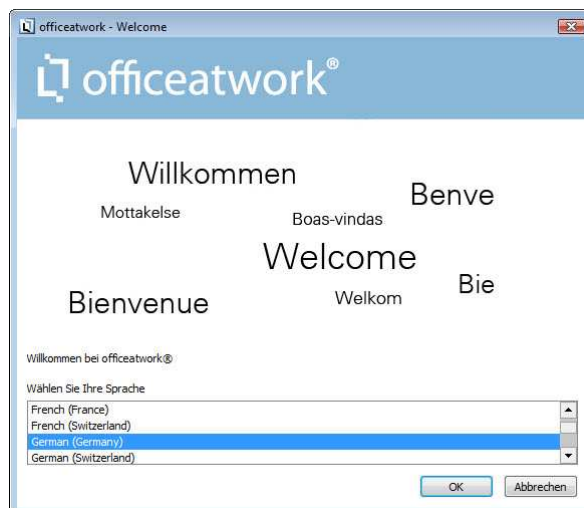 officeatwork - Welcome
officeatwork®
Willkommen
Benve
Mottakelse
Boas-vindas
Welcome
Bie
Bienvenue
Welkom
Willkommen bei officeatwork®
Wählen Sie Ihre Sprache
French (France)
French (Switzerland)
German (Germany)
German (Switzerland)
OK
Abbrechen